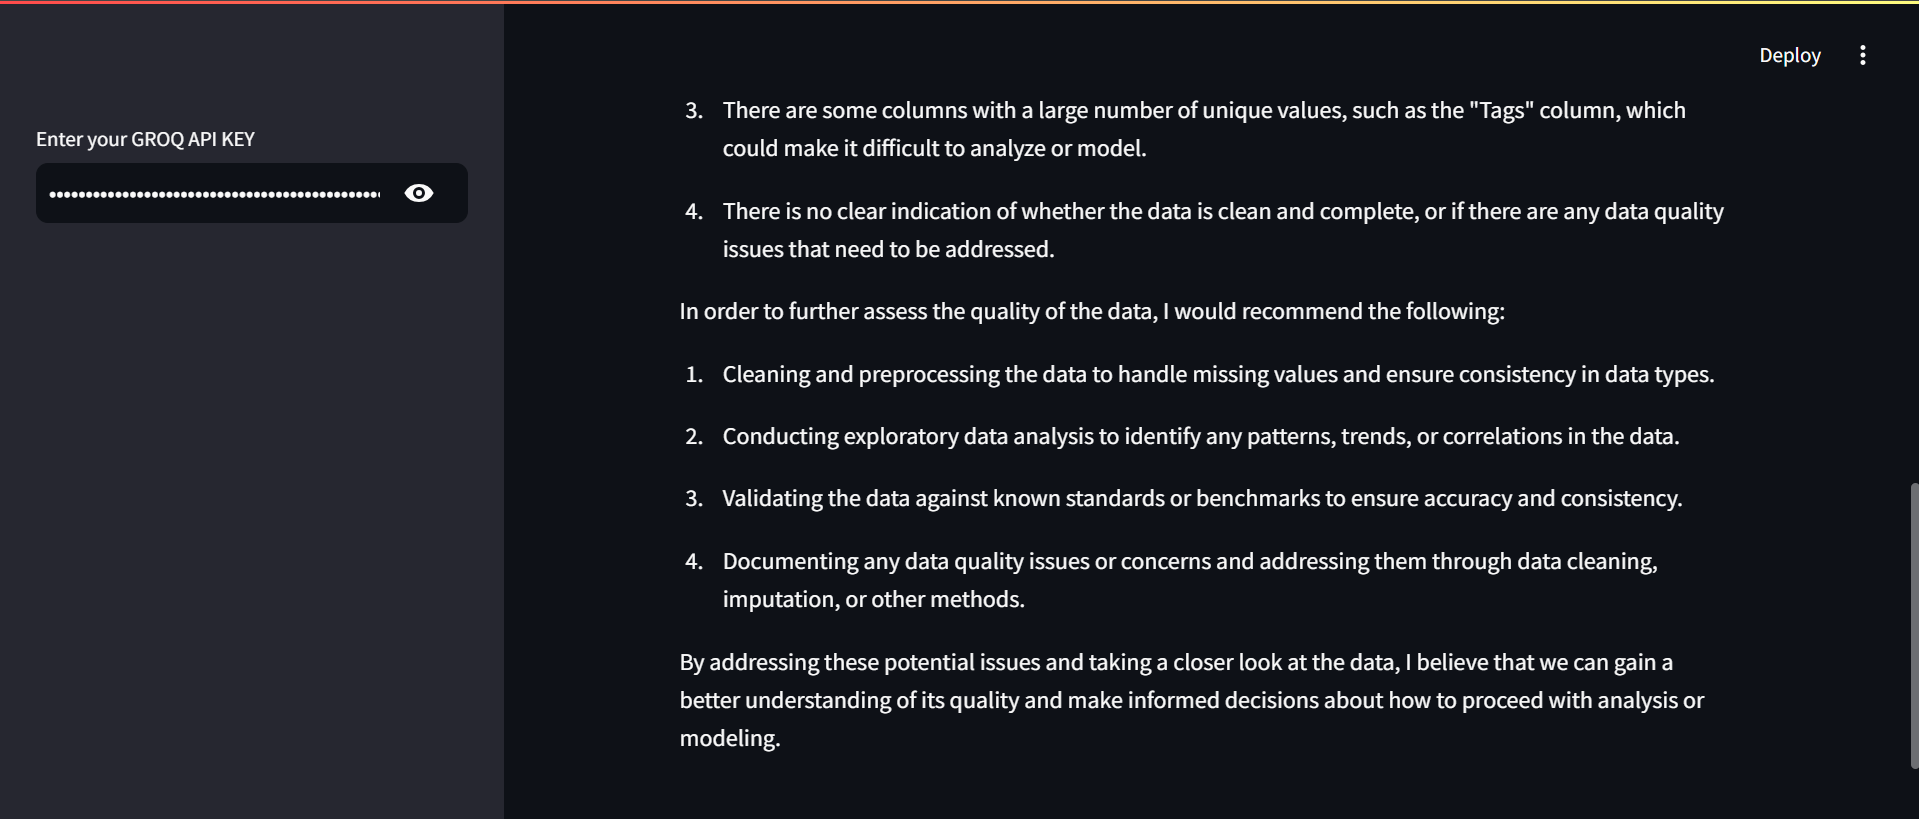 Deploy
Enter your GROQ API KEY
3. There are some columns with a large number of unique values, such as the "Tags" column, which
could make it difficult to analyze or model.
4. There is no clear indication of whether the data is clean and complete, or if there are any data quality
issues that need to be addressed.
In order to further assess the quality of the data, I would recommend the following:
1. Cleaning and preprocessing the data to handle missing values and ensure consistency in data types.
2. Conducting exploratory data analysis to identify any patterns, trends, or correlations in the data.
3. Validating the data against known standards or benchmarks to ensure accuracy and consistency.
4. Documenting any data quality issues or concerns and addressing them through data cleaning,
imputation, or other methods.
By addressing these potential issues and taking a closer look at the data, I believe that we can gain a
better understanding of its quality and make informed decisions about how to proceed with analysis or
modeling.